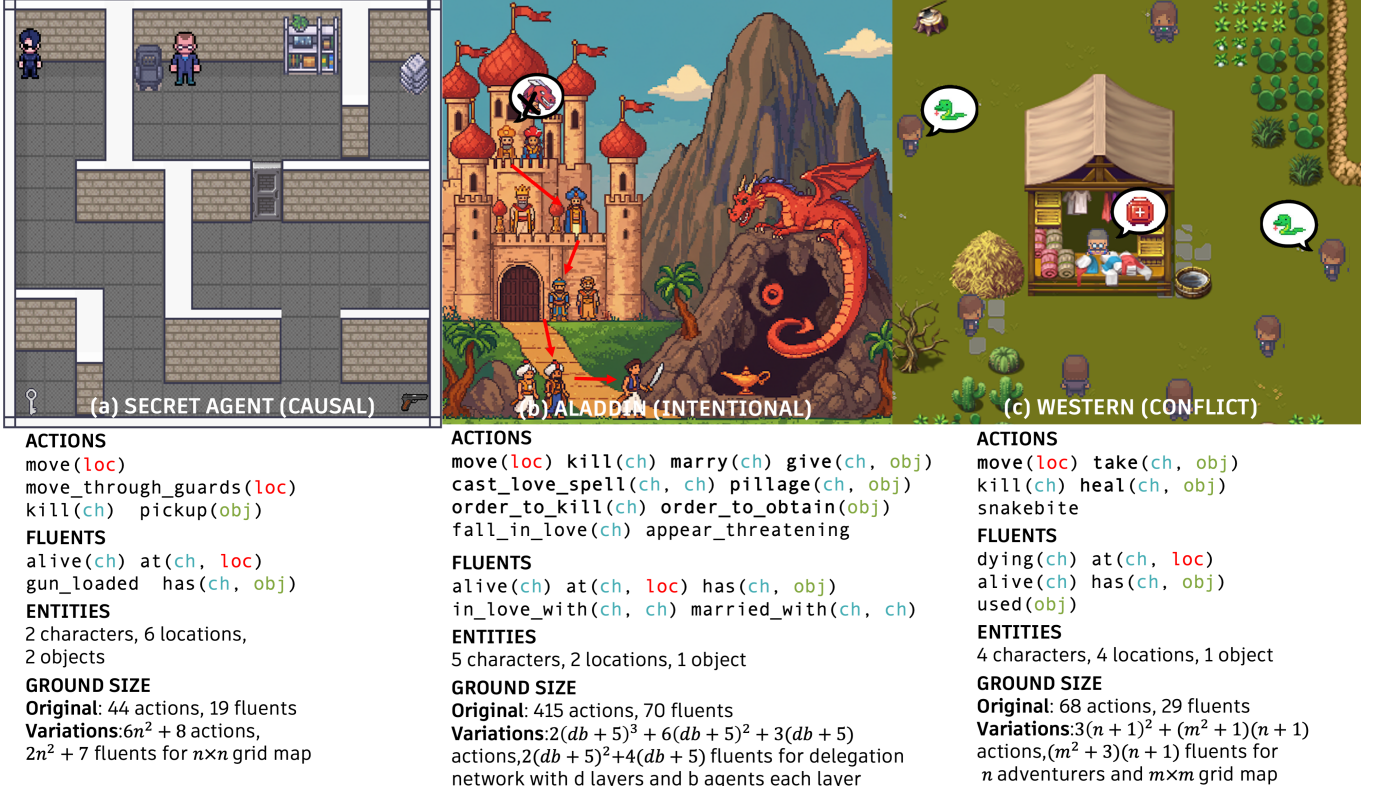 (a) SECRET AGENT (CAUSAL)
ACTIONS
move(loc)
move_through_guards(loc)
kill(ch) pickup(obj)
FLUENTS
alive(ch) at(ch, loc)
gun_loaded has(ch, obj)
ENTITIES
2 characters, 6 locations,
2 objects
GROUND SIZE
Original: 44 actions, 19 fluents
Variations:6n² + 8 actions,
2n² + 7 fluents for n×n grid map
(b) ALADDIN (INTENTIONAL)
ACTIONS
move(loc) kill(ch) marry(ch) give(ch, obj)
cast_love_spell(ch, ch) pillage(ch, obj)
order_to_kill(ch) order_to_obtain(obj)
fall_in_love(ch) appear_threatening
FLUENTS
alive(ch) at(ch, loc) has(ch, obj)
in_love_with(ch, ch) married_with(ch, ch)
ENTITIES
5 characters, 2 locations, 1 object
GROUND SIZE
Original: 415 actions, 70 fluents
Variations:2(db + 5)³ + 6(db + 5)² + 3(db + 5)
actions,2(db + 5)²+4(db + 5) fluents for delegation
network with d layers and b agents each layer
(c) WESTERN (CONFLICT)
ACTIONS
move(loc) take(ch, obj)
kill(ch) heal(ch, obj)
snakebite
FLUENTS
dying(ch) at(ch, loc)
alive(ch) has(ch, obj)
used(obj)
ENTITIES
4 characters, 4 locations, 1 object
GROUND SIZE
Original: 68 actions, 29 fluents
Variations:3(n + 1)² + (m² + 1)(n + 1)
actions,(m² + 3)(n + 1) fluents for
n adventurers and m×m grid map